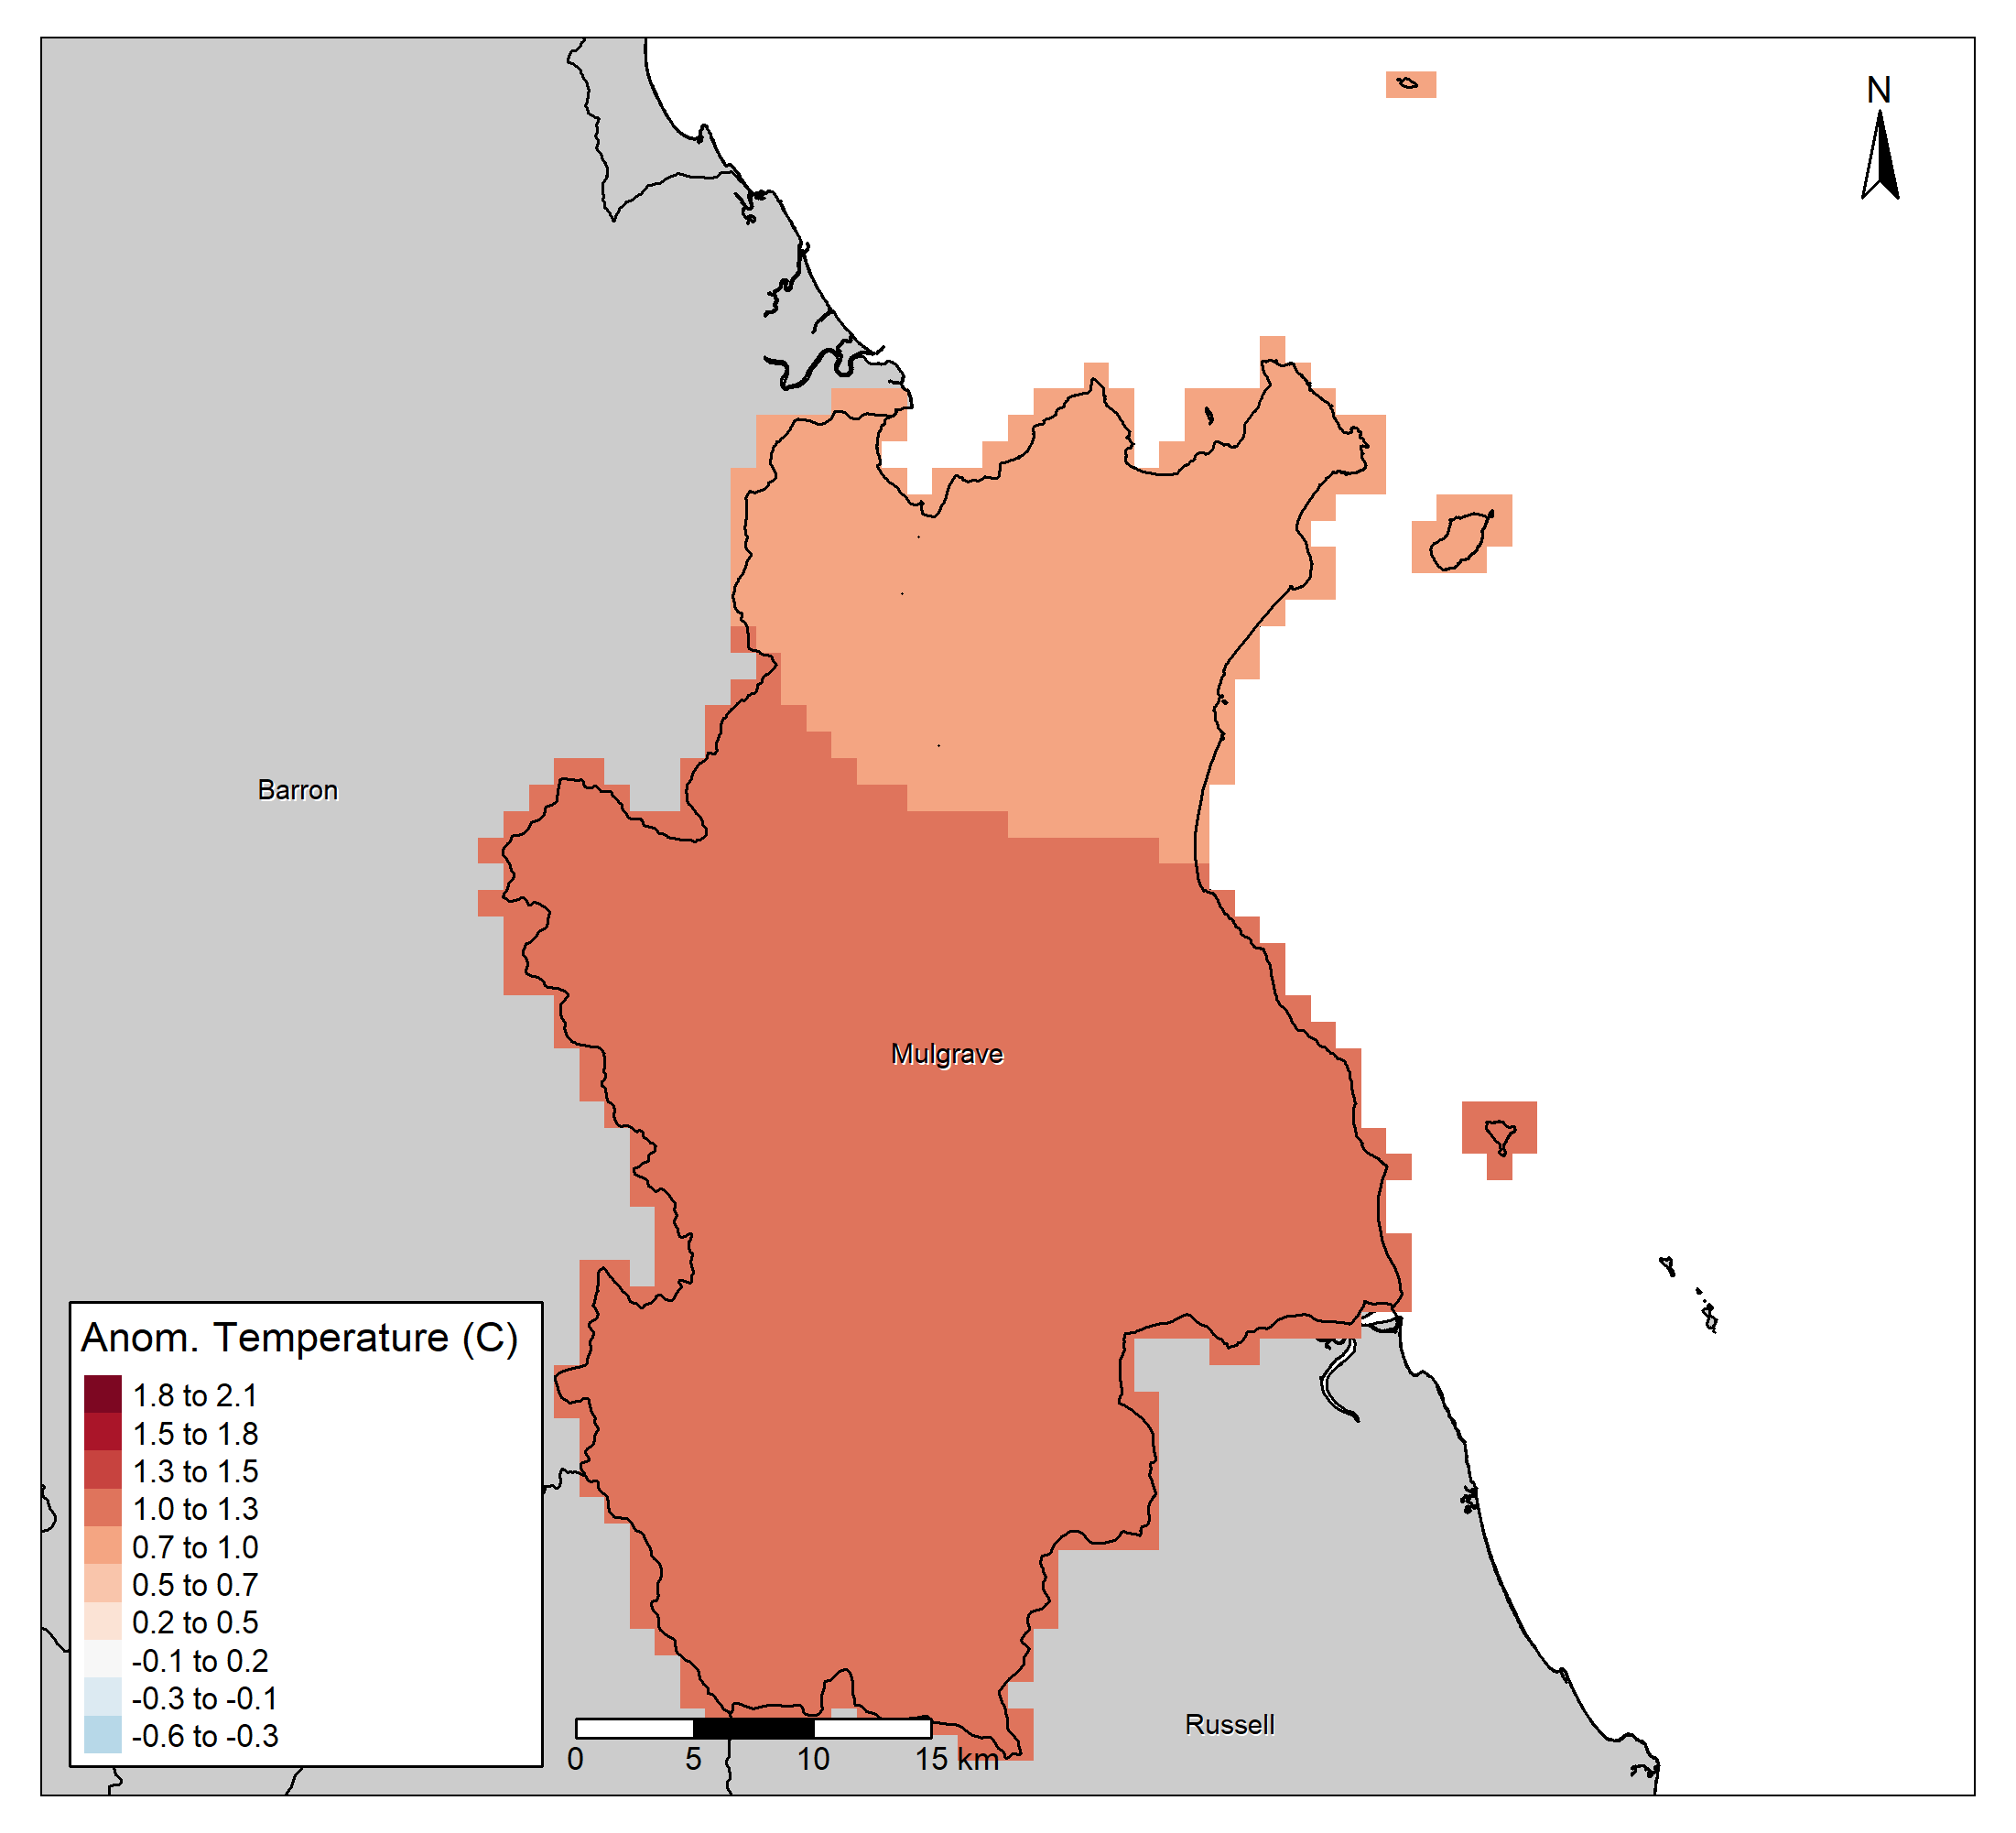 N
Barron
Mulgrave
Anom. Temperature (C)
1.8 to 2.1
1.5 to 1.8
1.3 to 1.5
1.0 to 1.3
0.7 to 1.0
0.5 to 0.7
0.2 to 0.5
-0.1 to 0.2
-0.3 to -0.1
-0.6 to -0.3
Russell
0 5 10 15 km